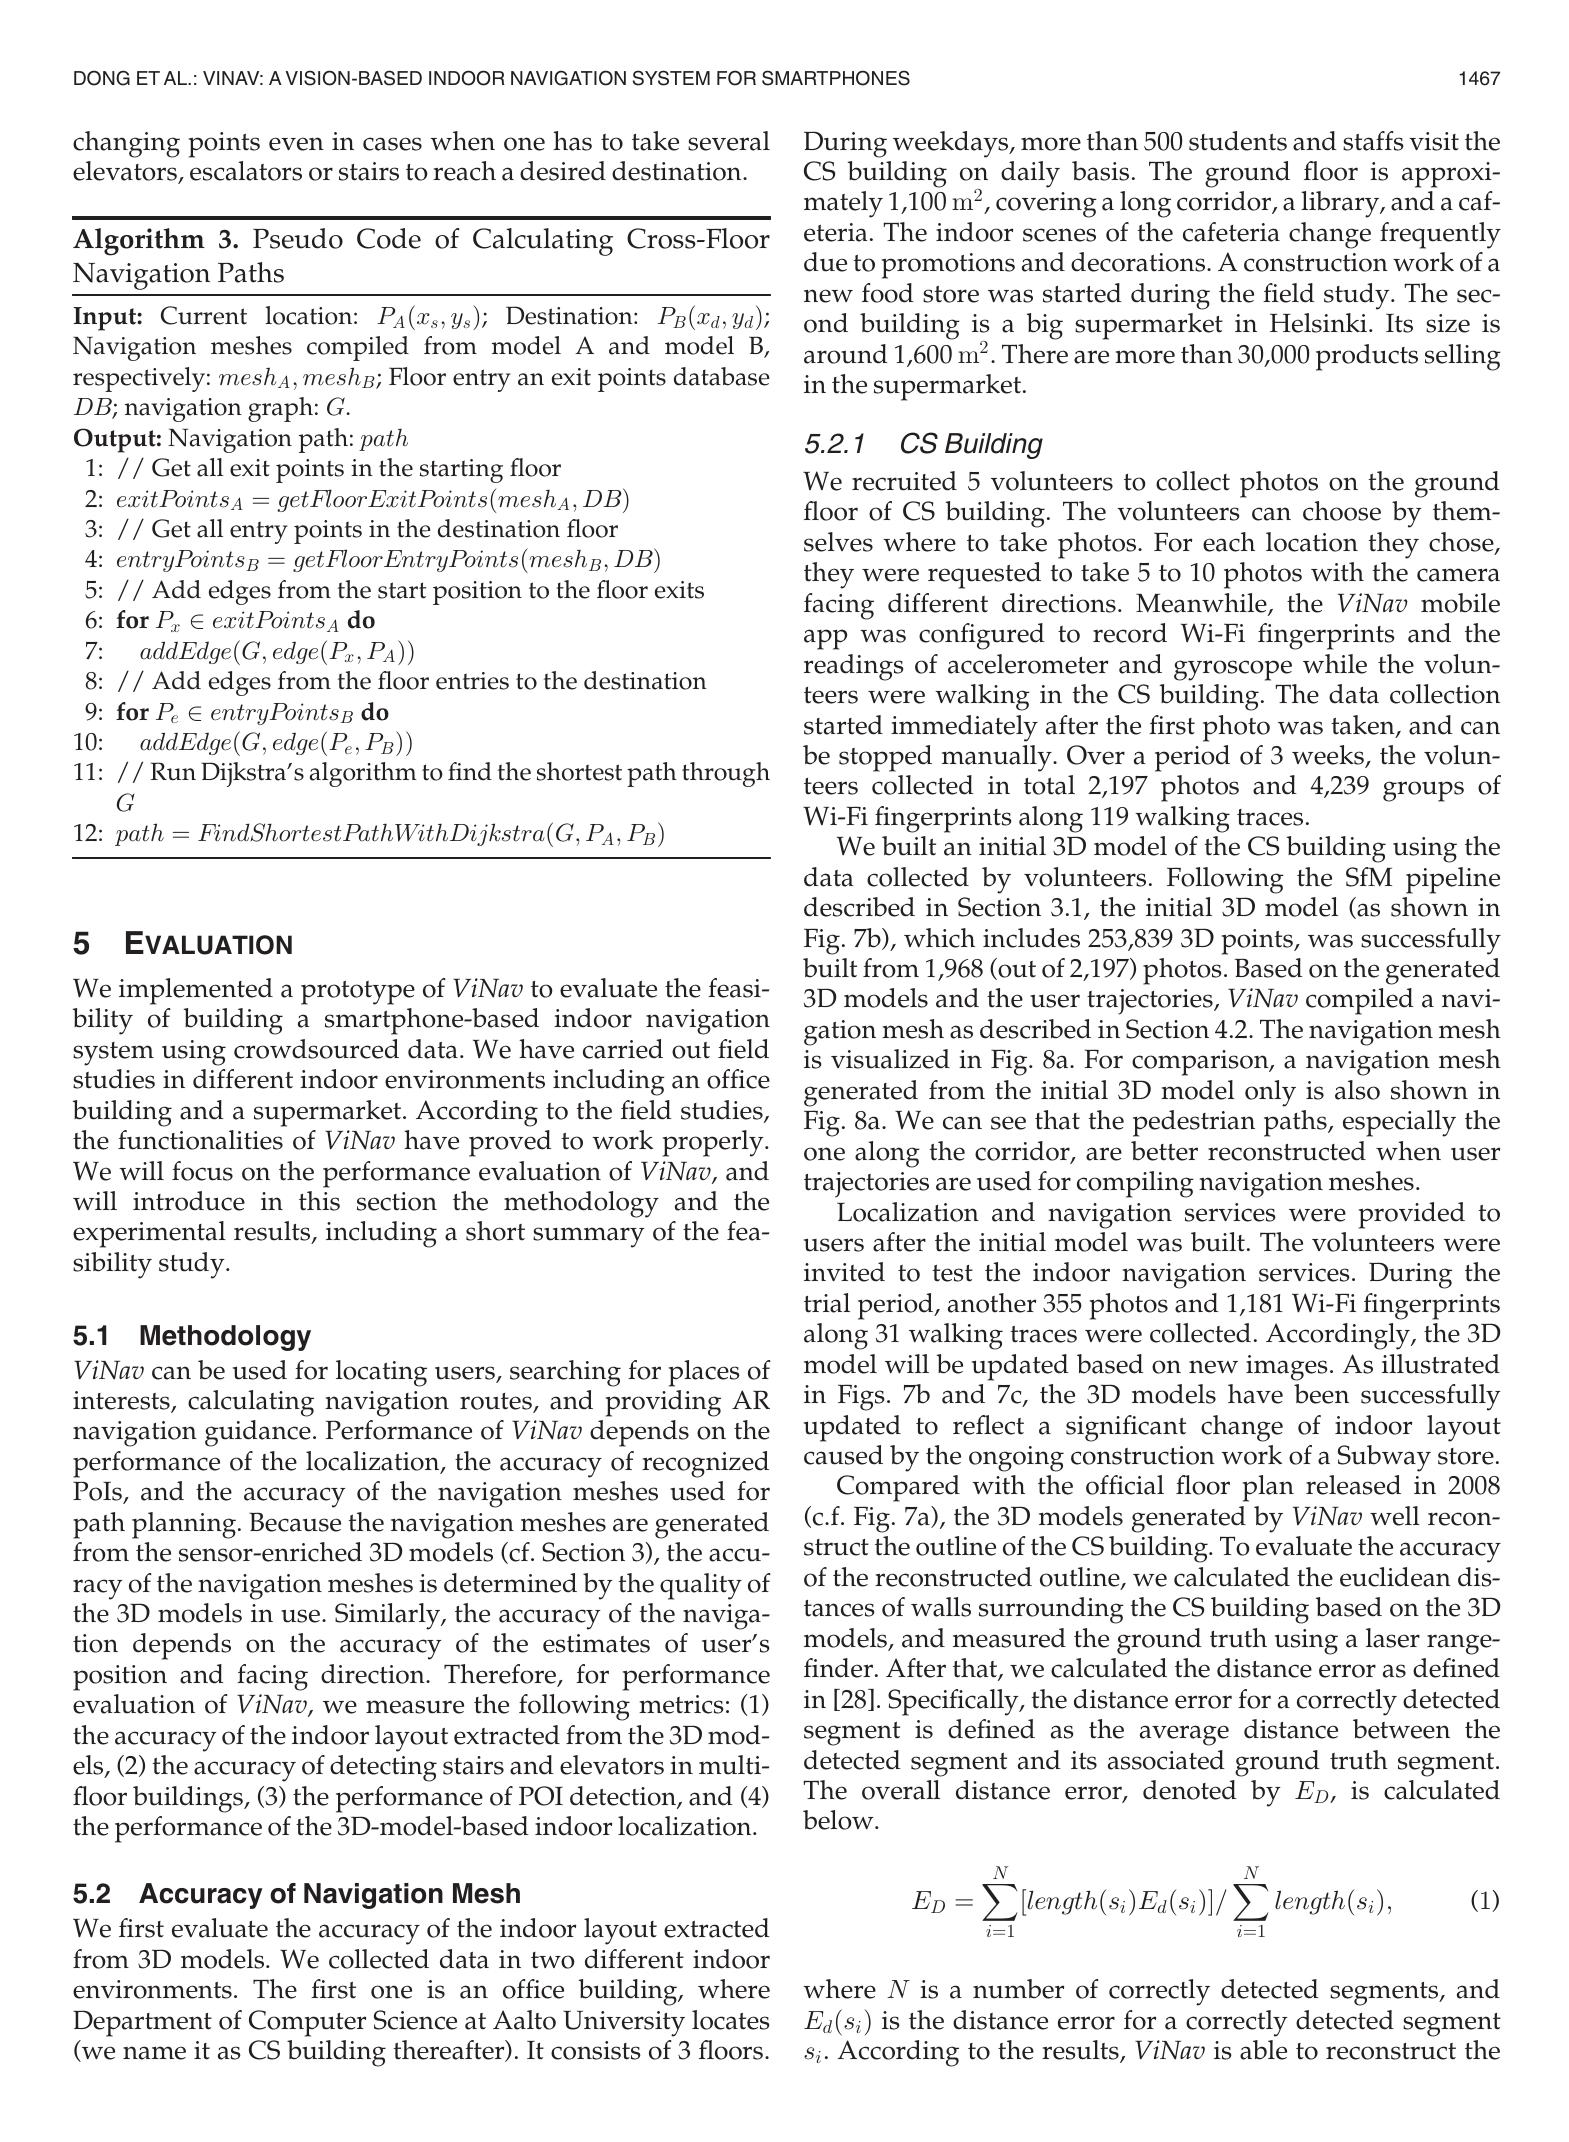 DONG ET AL.: VINAV: A VISION-BASED INDOOR NAVIGATION SYSTEM FOR SMARTPHONES 1467
changing points even in cases when one has to take several
elevators, escalators or stairs to reach a desired destination.
Algorithm 3. Pseudo Code of Calculating Cross-Floor
Navigation Paths
Input: Current location: P_A(x_s, y_s); Destination: P_B(x_d, y_d);
Navigation meshes compiled from model A and model B,
respectively: mesh_A, mesh_B; Floor entry an exit points database
DB; navigation graph: G.
Output: Navigation path: path
1: // Get all exit points in the starting floor
2: exitPoints_A = getFloorExitPoints(mesh_A, DB)
3: // Get all entry points in the destination floor
4: entryPoints_B = getFloorEntryPoints(mesh_B, DB)
5: // Add edges from the start position to the floor exits
6: for P_x ∈ exitPoints_A do
7: addEdge(G, edge(P_x, P_A))
8: // Add edges from the floor entries to the destination
9: for P_e ∈ entryPoints_B do
10: addEdge(G, edge(P_e, P_B))
11: // Run Dijkstra's algorithm to find the shortest path through
G
12: path = FindShortestPathWithDijkstra(G, P_A, P_B)
5 EVALUATION
We implemented a prototype of ViNav to evaluate the feasi-
bility of building a smartphone-based indoor navigation
system using crowdsourced data. We have carried out field
studies in different indoor environments including an office
building and a supermarket. According to the field studies,
the functionalities of ViNav have proved to work properly.
We will focus on the performance evaluation of ViNav, and
will introduce in this section the methodology and the
experimental results, including a short summary of the fea-
sibility study.
5.1 Methodology
ViNav can be used for locating users, searching for places of
interests, calculating navigation routes, and providing AR
navigation guidance. Performance of ViNav depends on the
performance of the localization, the accuracy of recognized
PoIs, and the accuracy of the navigation meshes used for
path planning. Because the navigation meshes are generated
from the sensor-enriched 3D models (cf. Section 3), the accu-
racy of the navigation meshes is determined by the quality of
the 3D models in use. Similarly, the accuracy of the naviga-
tion depends on the accuracy of the estimates of user's
position and facing direction. Therefore, for performance
evaluation of ViNav, we measure the following metrics: (1)
the accuracy of the indoor layout extracted from the 3D mod-
els, (2) the accuracy of detecting stairs and elevators in multi-
floor buildings, (3) the performance of POI detection, and (4)
the performance of the 3D-model-based indoor localization.
5.2 Accuracy of Navigation Mesh
We first evaluate the accuracy of the indoor layout extracted
from 3D models. We collected data in two different indoor
environments. The first one is an office building, where
Department of Computer Science at Aalto University locates
(we name it as CS building thereafter). It consists of 3 floors.
During weekdays, more than 500 students and staffs visit the
CS building on daily basis. The ground floor is approxi-
mately 1,100 m², covering a long corridor, a library, and a caf-
eteria. The indoor scenes of the cafeteria change frequently
due to promotions and decorations. A construction work of a
new food store was started during the field study. The sec-
ond building is a big supermarket in Helsinki. Its size is
around 1,600 m². There are more than 30,000 products selling
in the supermarket.
5.2.1 CS Building
We recruited 5 volunteers to collect photos on the ground
floor of CS building. The volunteers can choose by them-
selves where to take photos. For each location they chose,
they were requested to take 5 to 10 photos with the camera
facing different directions. Meanwhile, the ViNav mobile
app was configured to record Wi-Fi fingerprints and the
readings of accelerometer and gyroscope while the volun-
teers were walking in the CS building. The data collection
started immediately after the first photo was taken, and can
be stopped manually. Over a period of 3 weeks, the volun-
teers collected in total 2,197 photos and 4,239 groups of
Wi-Fi fingerprints along 119 walking traces.
We built an initial 3D model of the CS building using the
data collected by volunteers. Following the SfM pipeline
described in Section 3.1, the initial 3D model (as shown in
Fig. 7b), which includes 253,839 3D points, was successfully
built from 1,968 (out of 2,197) photos. Based on the generated
3D models and the user trajectories, ViNav compiled a navi-
gation mesh as described in Section 4.2. The navigation mesh
is visualized in Fig. 8a. For comparison, a navigation mesh
generated from the initial 3D model only is also shown in
Fig. 8a. We can see that the pedestrian paths, especially the
one along the corridor, are better reconstructed when user
trajectories are used for compiling navigation meshes.
Localization and navigation services were provided to
users after the initial model was built. The volunteers were
invited to test the indoor navigation services. During the
trial period, another 355 photos and 1,181 Wi-Fi fingerprints
along 31 walking traces were collected. Accordingly, the 3D
model will be updated based on new images. As illustrated
in Figs. 7b and 7c, the 3D models have been successfully
updated to reflect a significant change of indoor layout
caused by the ongoing construction work of a Subway store.
Compared with the official floor plan released in 2008
(c.f. Fig. 7a), the 3D models generated by ViNav well recon-
struct the outline of the CS building. To evaluate the accuracy
of the reconstructed outline, we calculated the euclidean dis-
tances of walls surrounding the CS building based on the 3D
models, and measured the ground truth using a laser range-
finder. After that, we calculated the distance error as defined
in [28]. Specifically, the distance error for a correctly detected
segment is defined as the average distance between the
detected segment and its associated ground truth segment.
The overall distance error, denoted by E_D, is calculated
below.
E_D = ∑_{i=1}^{N} [length(s_i)E_d(s_i)]/ ∑_{i=1}^{N} length(s_i), (1)
where N is a number of correctly detected segments, and
E_d(s_i) is the distance error for a correctly detected segment
s_i. According to the results, ViNav is able to reconstruct the